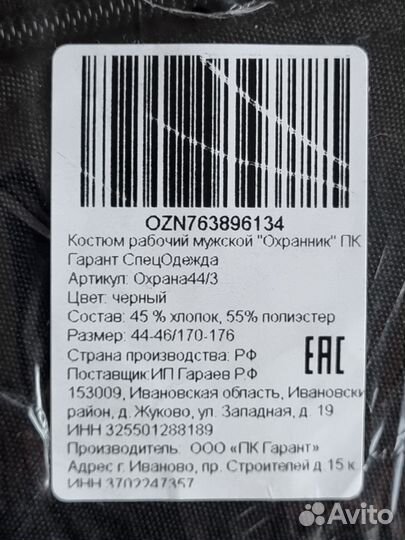 OZN763896134
Костюм рабочий мужской "Охранник" ПК
Гарант СпецОдежда
Артикул: Охрана44/3
Цвет: черный
Состав: 45 % хлопок, 55% полиэстер
Размер: 44-46/170-176
Страна производства: РФ
Поставщик ИП Гараев Р.Ф
153009, Ивановская область, Ивановски
район, д. Жуково, ул. Западная, д. 19
ИНН 325501288189
Производитель: ООО «ПК Гарант»
Адрес г. Иваново, пр. Строителей д 15 к
ИНН 3702247357
EAC
Avito